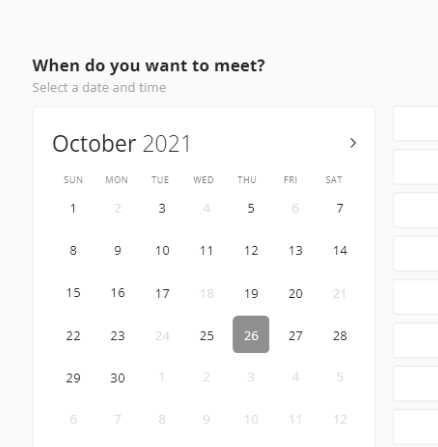 When do you want to meet?
Select a date and time
October 2021
SUN MON TUE WED THU FRI SAT
1 2 3 4 5 6 7
8 9 10 11 12 13 14
15 16 17 18 19 20 21
22 23 24 25 26 27 28
29 30 1 2 3 4 5
6 7 8 9 10 11 12